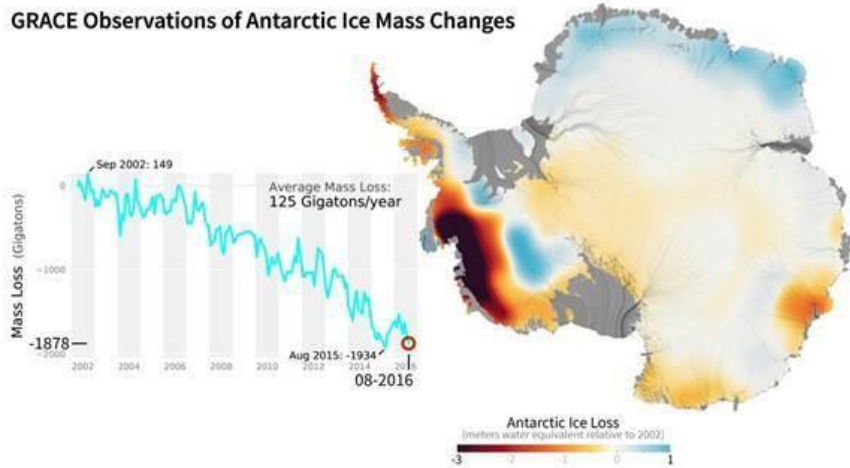 GRACE Observations of Antarctic Ice Mass Changes
Sep 2002: 149
0
Average Mass Loss:
125 Gigatons/year
Mass Loss (Gigatons)
-1000
-1878
-2000
Aug 2015: -1934
2002 2004 2006 2008 2010 2012 2014 2016
08-2016
Antarctic Ice Loss
(meters water equivalent relative to 2002)
-3 -2 -1 0 1